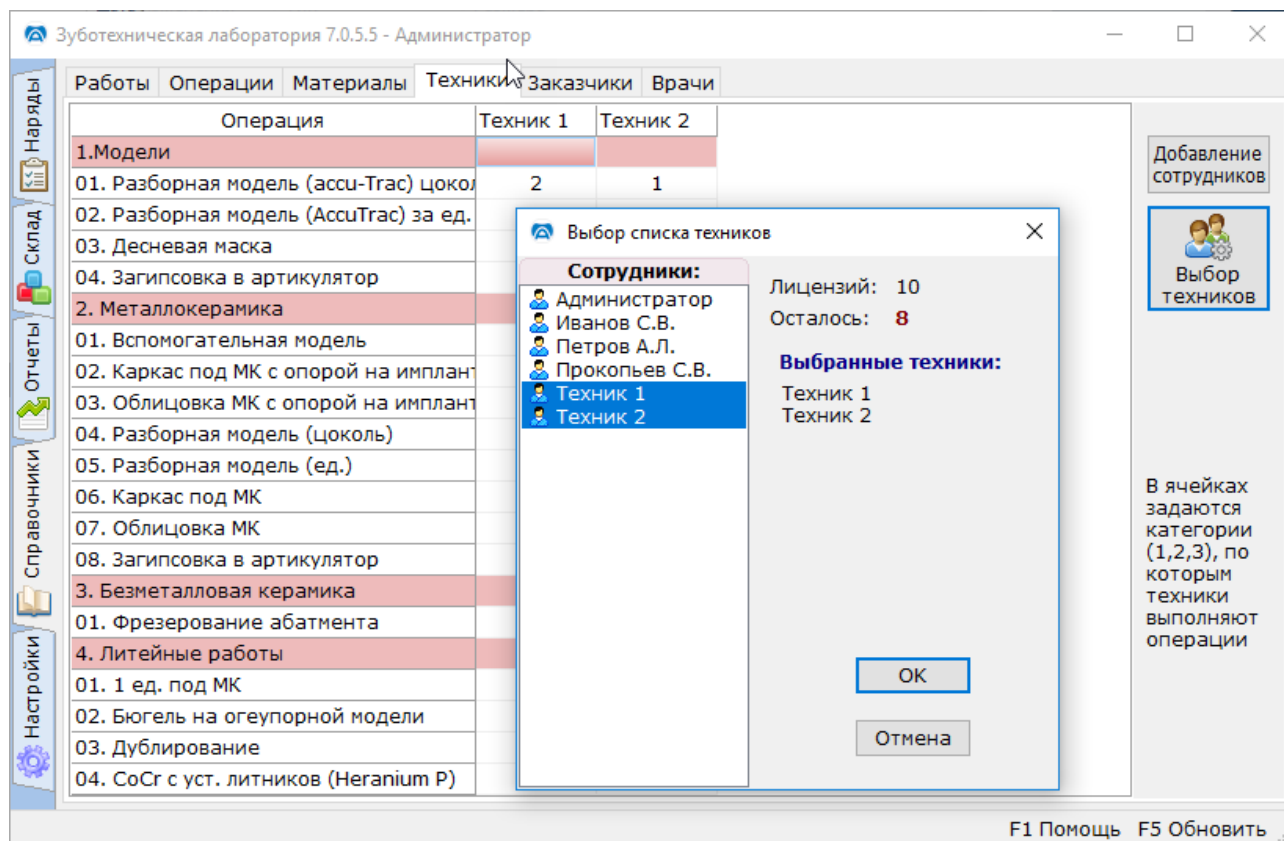 Зуботехническая лаборатория 7.0.5.5 - Администратор
Наряды
Склад
Отчеты
Справочники
Настройки
Работы Операции Материалы Техники Заказчики Врачи
Операция Техник 1 Техник 2
1.Модели
01. Разборная модель (accu-Trac) цокол 2 1
02. Разборная модель (AccuTrac) за ед.
03. Десневая маска
04. Загипсовка в артикулятор
2. Металлокерамика
01. Вспомогательная модель
02. Каркас под МК с опорой на имплант
03. Облицовка МК с опорой на имплант
04. Разборная модель (цоколь)
05. Разборная модель (ед.)
06. Каркас под МК
07. Облицовка МК
08. Загипсовка в артикулятор
3. Безметалловая керамика
01. Фрезерование абатмента
4. Литейные работы
01. 1 ед. под МК
02. Бюгель на огеупорной модели
03. Дублирование
04. CoCr с уст. литников (Heranium P)
Выбор списка техников
Сотрудники:
Администратор
Иванов С.В.
Петров А.Л.
Прокопьев С.В.
Техник 1
Техник 2
Лицензий: 10
Осталось: 8
Выбранные техники:
Техник 1
Техник 2
OK
Отмена
Добавление
сотрудников
Выбор
техников
В ячейках
задаются
категории
(1,2,3), по
которым
техники
выполняют
операции
F1 Помощь F5 Обновить